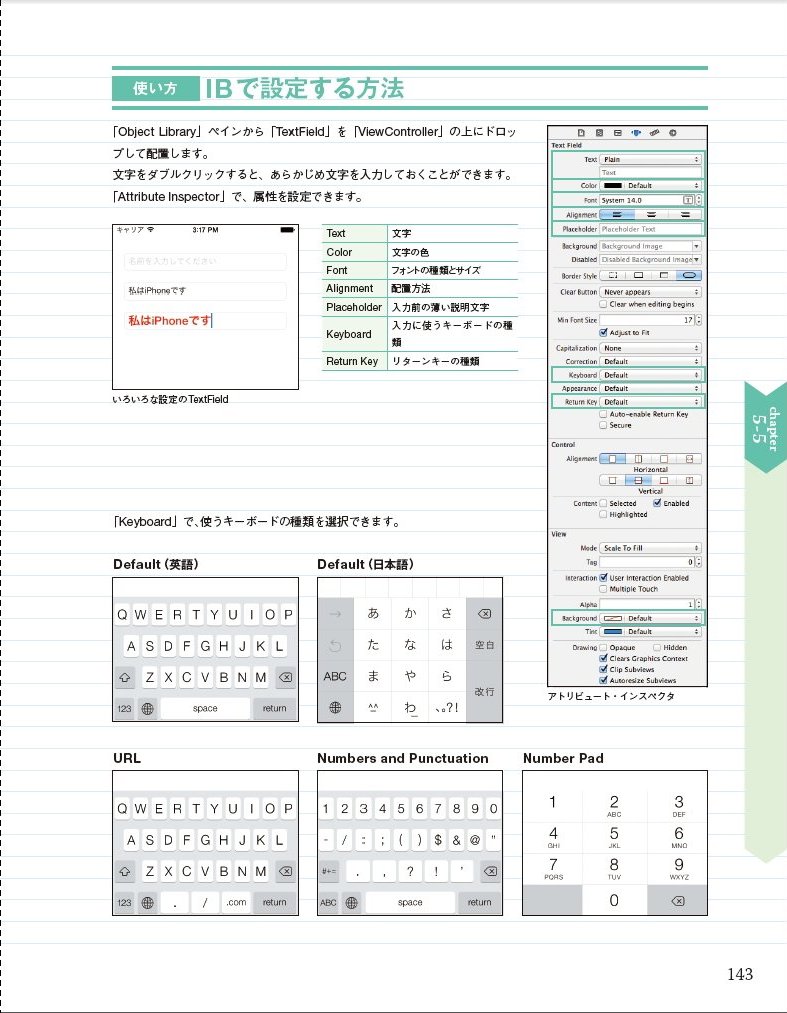 使い方 IBで設定する方法
「Object Library」ペインから「TextField」を「ViewController」の上にドロッ
プして配置します。
文字をダブルクリックすると、あらかじめ文字を入力しておくことができます。
「Attribute Inspector」で、属性を設定できます。
キャリア 3:17 PM
名前を入力してください
私はiPhoneです
私はiPhoneです
いろいろな設定のTextField
Text 文字
Color 文字の色
Font フォントの種類とサイズ
Alignment 配置方法
Placeholder 入力前の薄い説明文字
Keyboard 入力に使うキーボードの種
類
Return Key リターンキーの種類
Text Field
Text Plain
Text
Color Default
Font System 14.0
Alignment
Placeholder Placeholder Text
Background Background Image
Disabled Disabled Background Image
Border Style
Clear Button Never appears
Clear when editing begins
Min Font Size 17
Adjust to Fit
Capitalization None
Correction Default
Keyboard Default
Appearance Default
Return Key Default
Auto-enable Return Key
Secure
Control
Alignment
Horizontal
Vertical
Content Selected Enabled
Highlighted
View
Mode Scale To Fill
Tag 0
Interaction User Interaction Enabled
Multiple Touch
Alpha 1
Background Default
Tint Default
Drawing Opaque Hidden
Clears Graphics Context
Clip Subviews
Autoresize Subviews
アトリビュート・インスペクタ
chapter
5-5
「Keyboard」で、使うキーボードの種類を選択できます。
Default（英語）
Q W E R T Y U I O P
A S D F G H J K L
Z X C V B N M
123 space return
Default（日本語）
→ あ か さ
た な は 空白
ABC ま や ら
改行
^^ わ 、。?!
URL
Q W E R T Y U I O P
A S D F G H J K L
Z X C V B N M
123 . / .com return
Numbers and Punctuation
1 2 3 4 5 6 7 8 9 0
- / : ; ( ) $ & @ "
#+= . , ? ! '
ABC space return
Number Pad
1 2 3
ABC DEF
4 5 6
GHI JKL MNO
7 8 9
PQRS TUV WXYZ
0
143